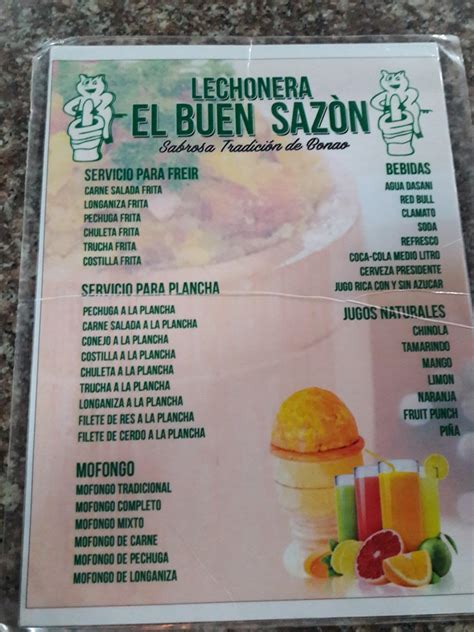 LECHONERA
EL BUEN SAZÒN
Sabrosa Tradición de Bonao
SERVICIO PARA FREIR
CARNE SALADA FRITA
LONGANIZA FRITA
PECHUGA FRITA
CHULETA FRITA
TRUCHA FRITA
COSTILLA FRITA
SERVICIO PARA PLANCHA
PECHUGA A LA PLANCHA
CARNE SALADA A LA PLANCHA
CONEJO A LA PLANCHA
COSTILLA A LA PLANCHA
CHULETA A LA PLANCHA
TRUCHA A LA PLANCHA
LONGANIZA A LA PLANCHA
FILETE DE RES A LA PLANCHA
FILETE DE CERDO A LA PLANCHA
MOFONGO
MOFONGO TRADICIONAL
MOFONGO COMPLETO
MOFONGO MIXTO
MOFONGO DE CARNE
MOFONGO DE PECHUGA
MOFONGO DE LONGANIZA
BEBIDAS
AGUA DASANI
RED BULL
CLAMATO
SODA
REFRESCO
COCA-COLA MEDIO LITRO
CERVEZA PRESIDENTE
JUGO RICA CON Y SIN AZUCAR
JUGOS NATURALES
CHINOLA
TAMARINDO
MANGO
LIMON
NARANJA
FRUIT PUNCH
PIÑA